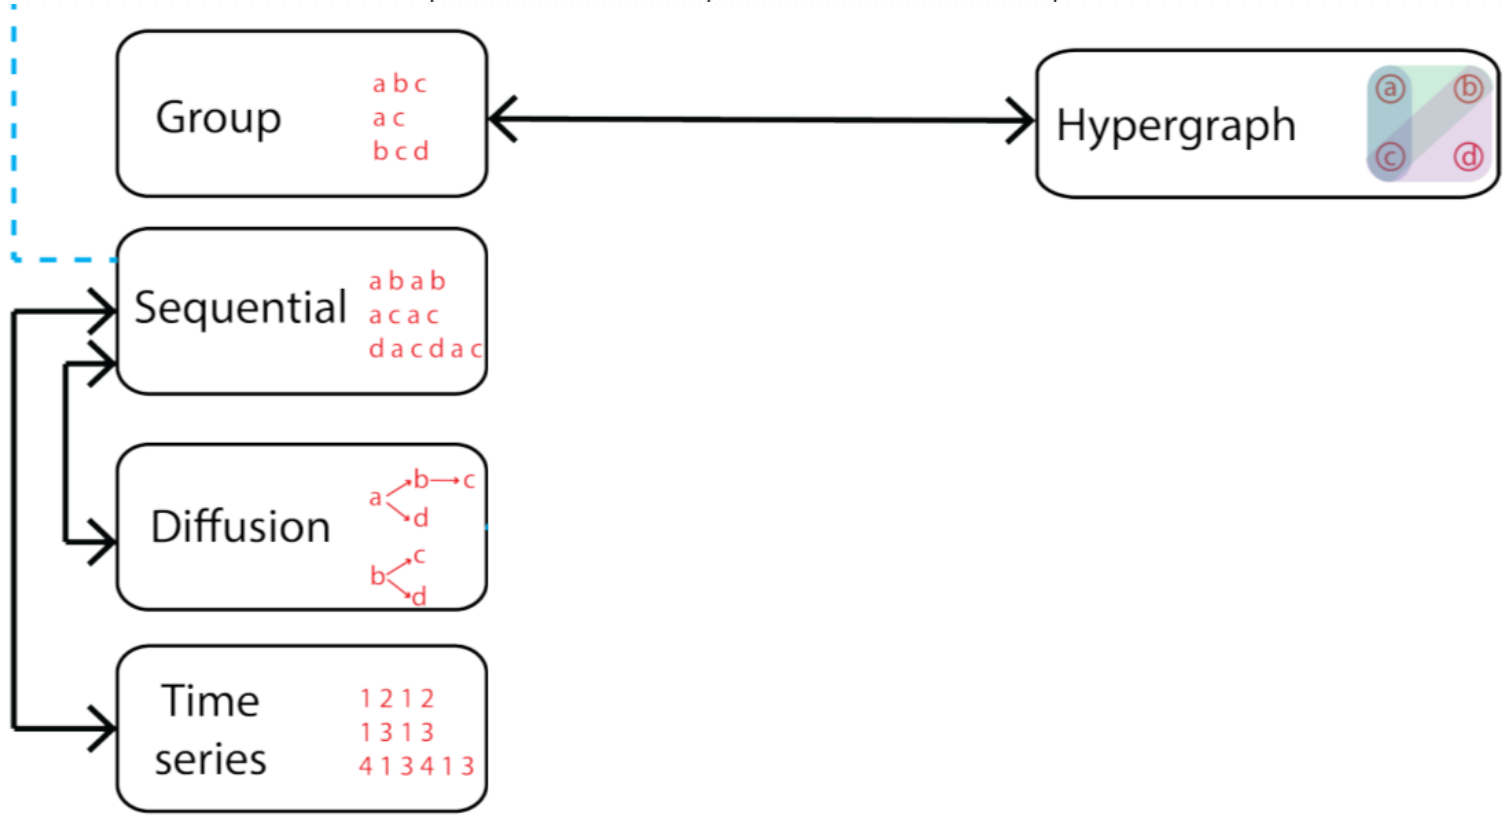 Group
a b c
a c
b c d
Hypergraph
a b
c d
Sequential
a b a b
a c a c
d a c d a c
Diffusion
a b c
d
b c
d
Time
series
1 2 1 2
1 3 1 3
4 1 3 4 1 3